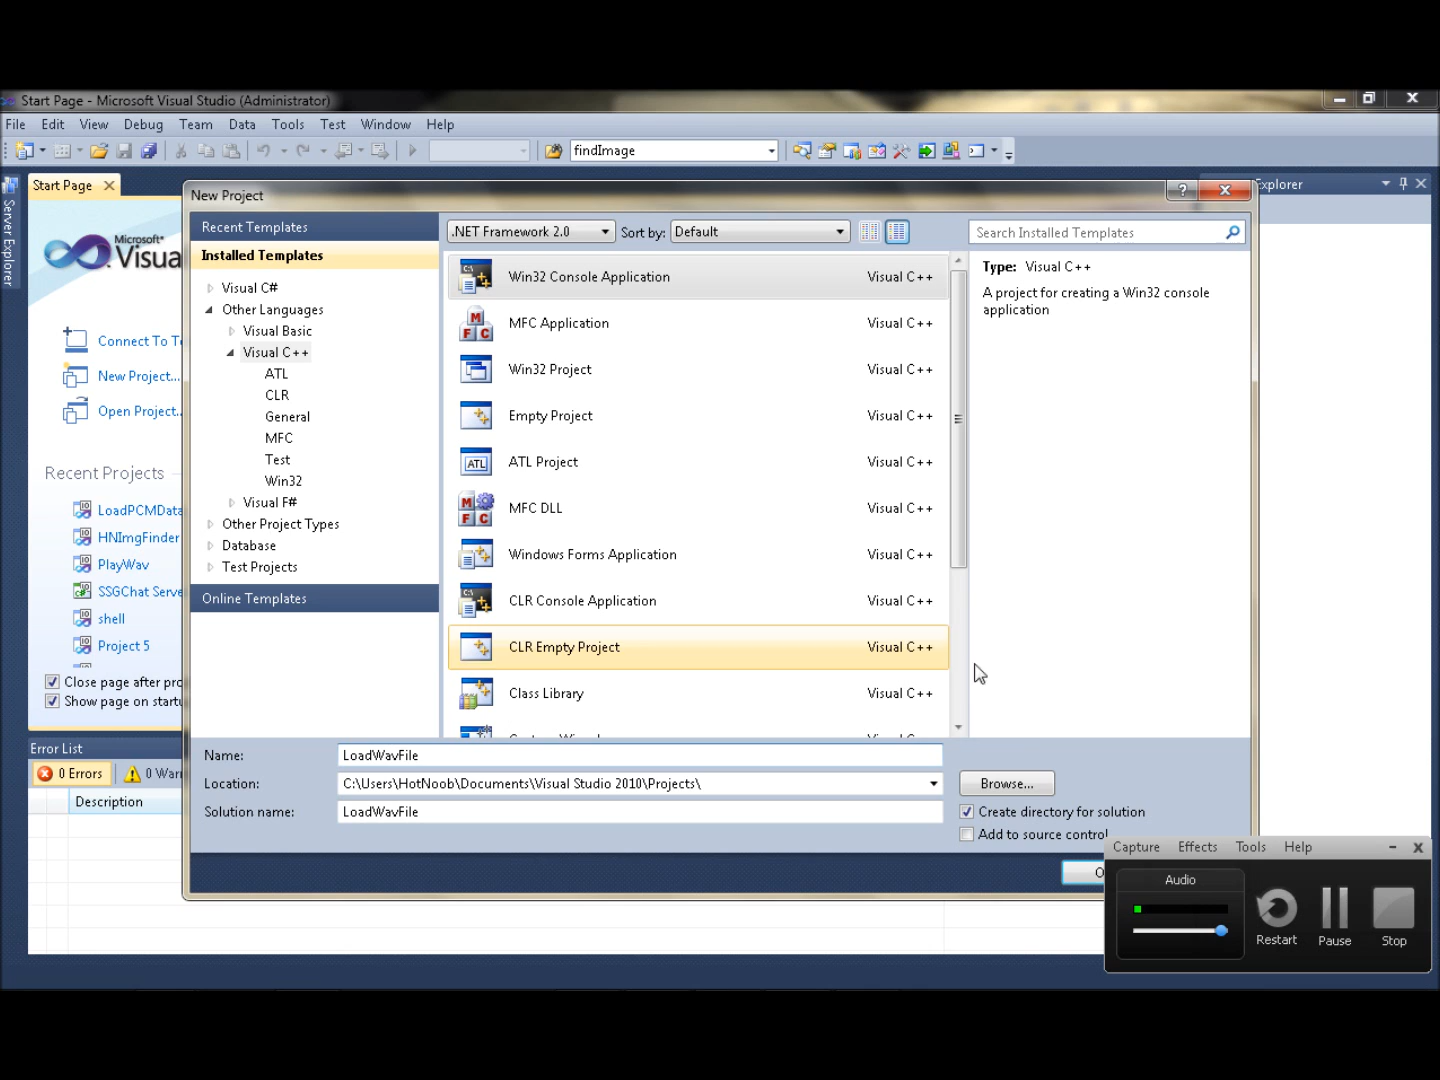 Start Page - Microsoft Visual Studio (Administrator)
File Edit View Debug Team Data Tools Test Window Help
findImage
Server Explorer
Start Page
Explorer
New Project
Microsoft®
Visua
Connect To T
New Project...
Open Project..
Recent Projects
LoadPCMData
HNImgFinder
PlayWav
SSGChat Serve
shell
Project 5
Close page after pro
Show page on startu
Recent Templates
Installed Templates
Visual C#
Other Languages
Visual Basic
Visual C++
ATL
CLR
General
MFC
Test
Win32
Visual F#
Other Project Types
Database
Test Projects
Online Templates
.NET Framework 2.0 Sort by: Default
Search Installed Templates
Win32 Console Application Visual C++
MFC Application Visual C++
Win32 Project Visual C++
Empty Project Visual C++
ATL Project Visual C++
MFC DLL Visual C++
Windows Forms Application Visual C++
CLR Console Application Visual C++
CLR Empty Project Visual C++
Class Library Visual C++
Type: Visual C++
A project for creating a Win32 console
application
Name: LoadWavFile
Location: C:\Users\HotNoob\Documents\Visual Studio 2010\Projects\ Browse...
Solution name: LoadWavFile
Create directory for solution
Add to source control
O
Error List
0 Errors 0 Warn
Description
Capture Effects Tools Help
Audio
Restart Pause Stop